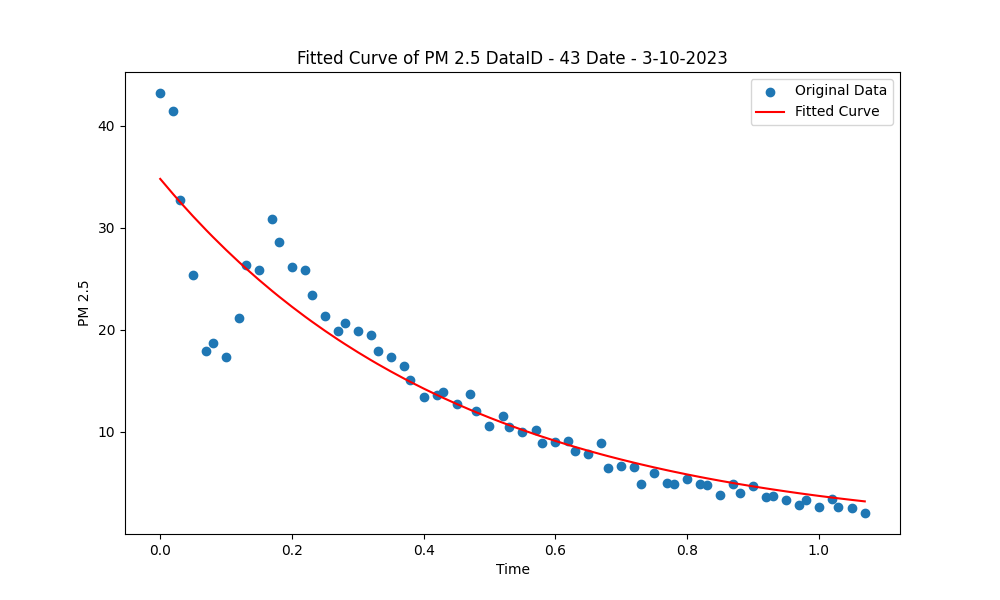 Fitted Curve of PM 2.5 DataID - 43 Date - 3-10-2023
Original Data
Fitted Curve
40
30
20
10
PM 2.5
0.0 0.2 0.4 0.6 0.8 1.0
Time